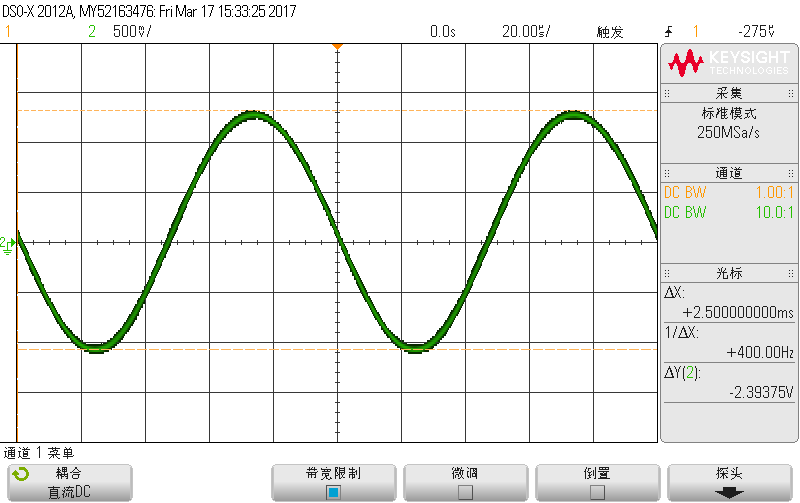 DSO-X 2012A, MY52163476: Fri Mar 17 15:33:25 2017
1 2 500V/ 0.0s 20.00s/ 触发 1 -275V
KEYSIGHT
TECHNOLOGIES
采集
标准模式
250MSa/s
通道
DC BW 1.00:1
DC BW 10.0:1
光标
ΔX:
+2.500000000ms
1/ΔX:
+400.00Hz
ΔY(2):
-2.39375V
2
通道 1 菜单
耦合
直流DC
带宽限制
微调
倒置
探头